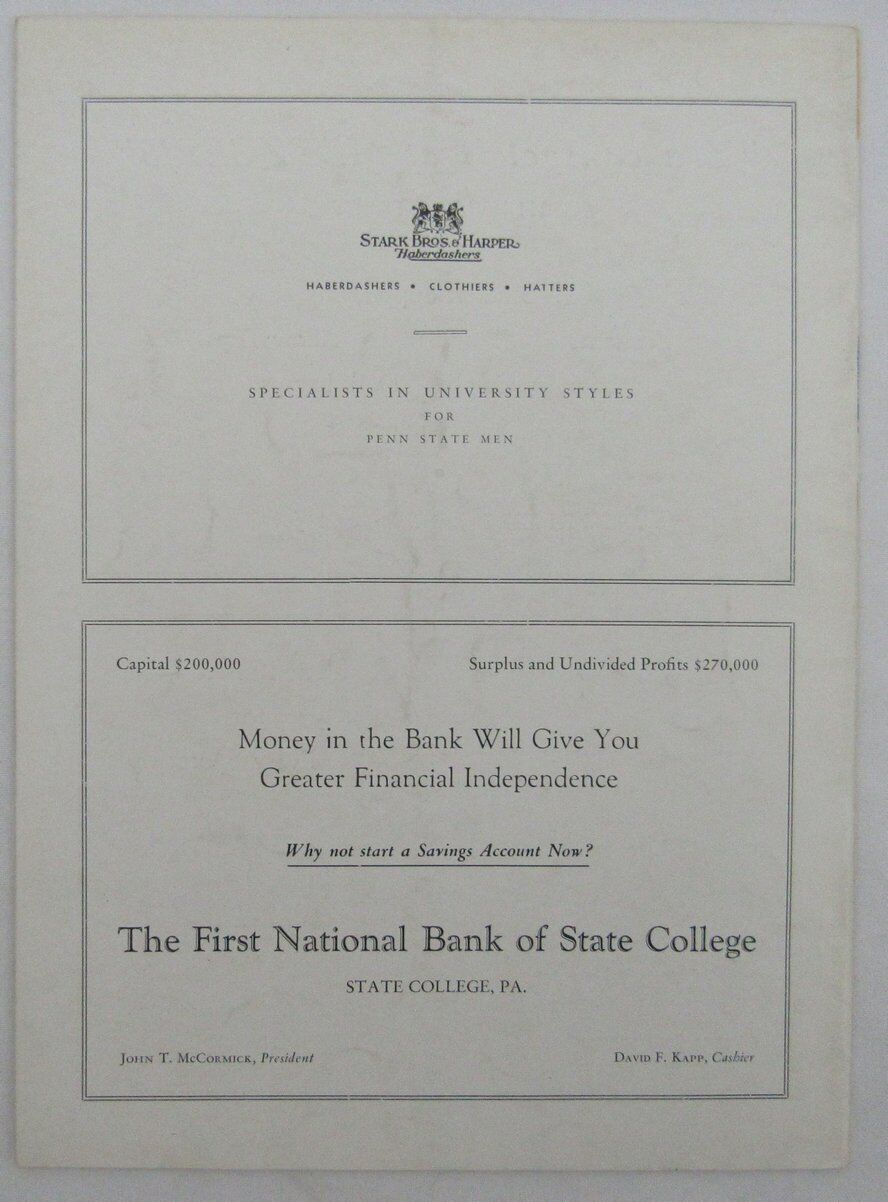 STARK BROS. & HARPER
Haberdashers
HABERDASHERS • CLOTHIERS • HATTERS
SPECIALISTS IN UNIVERSITY STYLES
FOR
PENN STATE MEN
Capital $200,000 Surplus and Undivided Profits $270,000
Money in the Bank Will Give You
Greater Financial Independence
Why not start a Savings Account Now?
The First National Bank of State College
STATE COLLEGE, PA.
JOHN T. MCCORMICK, President DAVID F. KAPP, Cashier